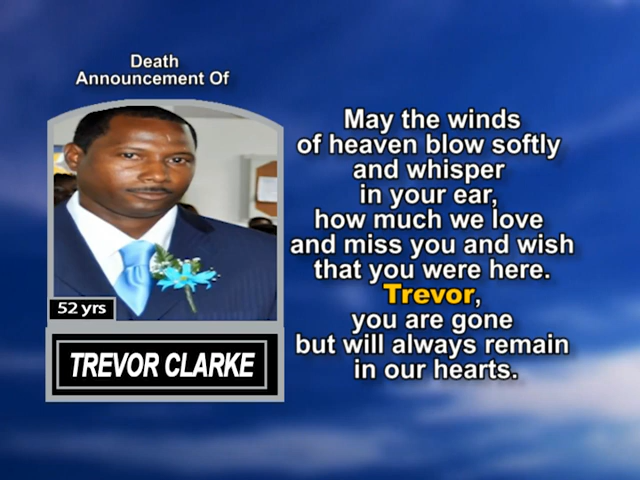 Death
Announcement Of
52 yrs
TREVOR CLARKE
May the winds
of heaven blow softly
and whisper
in your ear,
how much we love
and miss you and wish
that you were here.
Trevor,
you are gone
but will always remain
in our hearts.